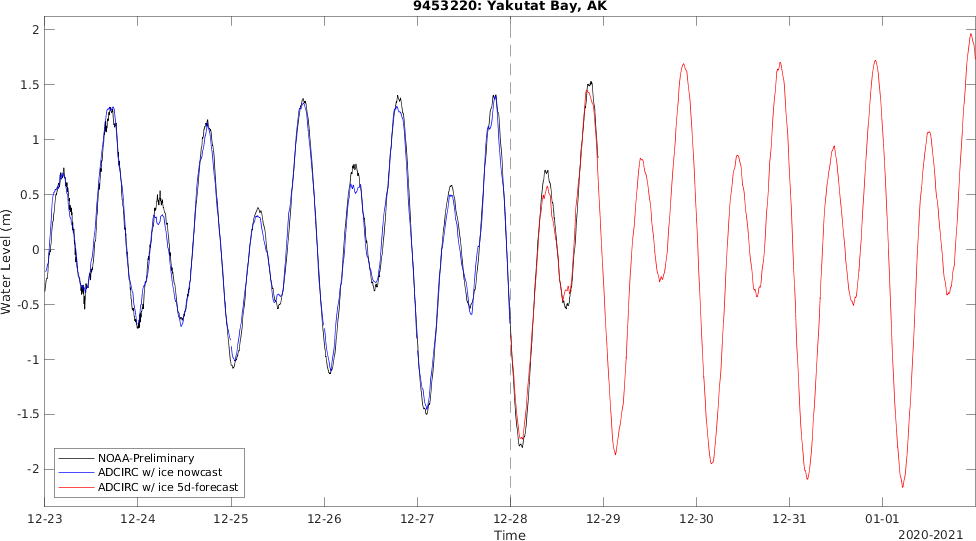 9453220: Yakutat Bay, AK
Water Level (m)
2
1.5
1
0.5
0
-0.5
-1
-1.5
-2
NOAA-Preliminary
ADCIRC w/ ice nowcast
ADCIRC w/ ice 5d-forecast
12-23 12-24 12-25 12-26 12-27 12-28 12-29 12-30 12-31 01-01
Time
2020-2021